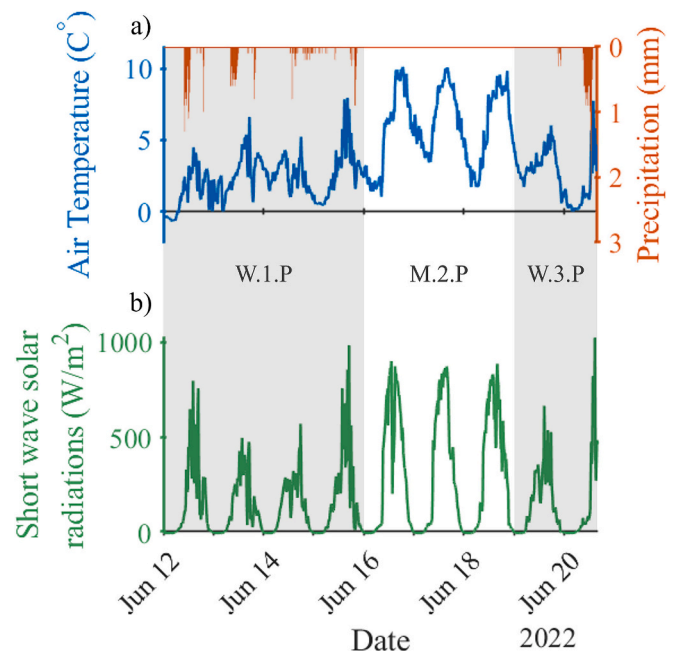 a)
Air Temperature (C°)
10
5
0
0
1
2
3
Precipitation (mm)
W.1.P
M.2.P
W.3.P
b)
Short wave solar
radiations (W/m²)
1000
500
0
Jun 12
Jun 14
Jun 16
Jun 18
Jun 20
Date
2022